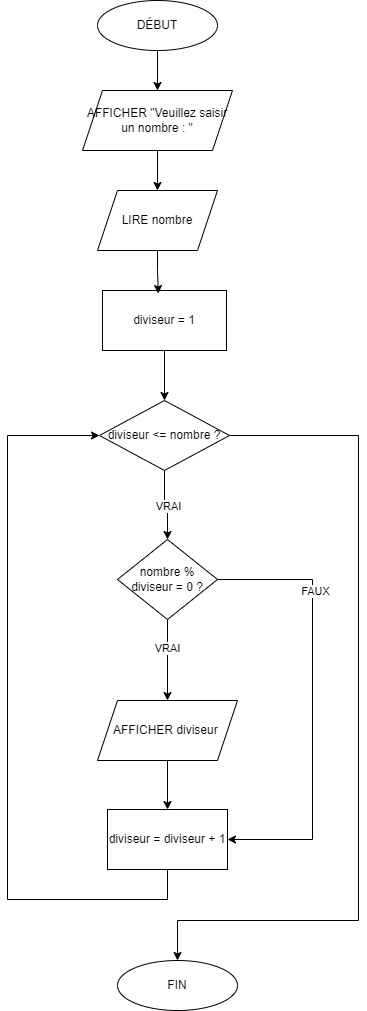 DÉBUT
AFFICHER "Veuillez saisir
un nombre : "
LIRE nombre
diviseur = 1
diviseur <= nombre ?
VRAI
nombre %
diviseur = 0 ?
FAUX
VRAI
AFFICHER diviseur
diviseur = diviseur + 1
FIN